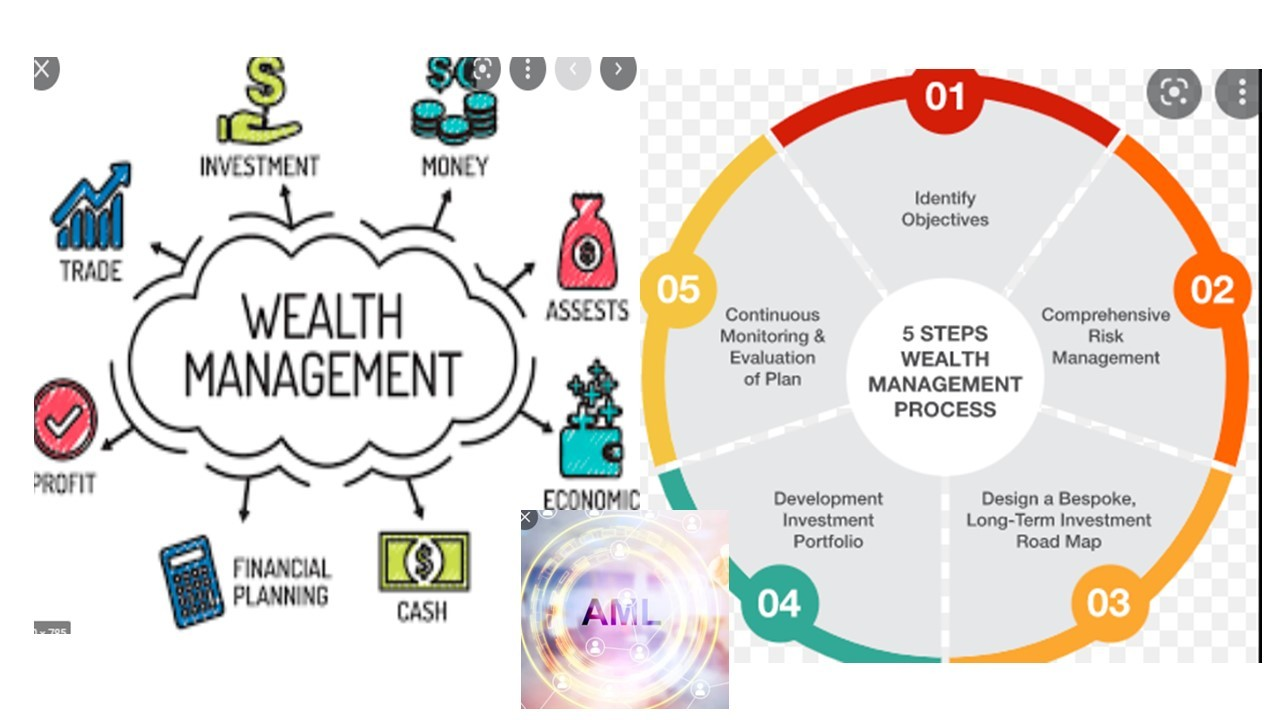 INVESTMENT
MONEY
TRADE
ASSESTS
WEALTH
MANAGEMENT
PROFIT
ECONOMIC
FINANCIAL
PLANNING
CASH
AML
01
Identify
Objectives
02
Comprehensive
Risk
Management
03
Design a Bespoke,
Long-Term Investment
Road Map
04
Development
Investment
Portfolio
05
Continuous
Monitoring &
Evaluation
of Plan
5 STEPS
WEALTH
MANAGEMENT
PROCESS